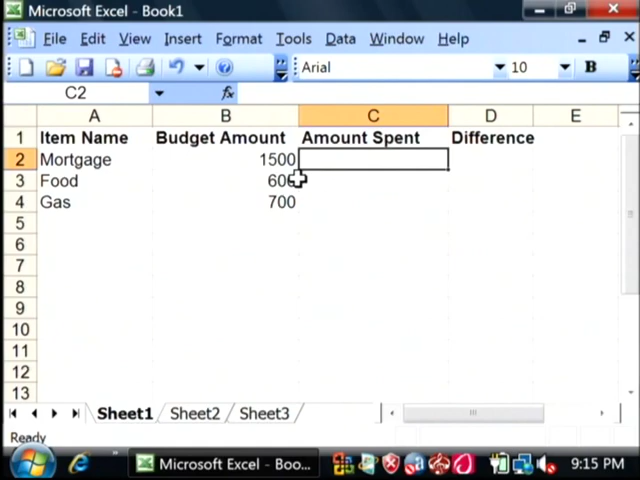 Microsoft Excel - Book1
File Edit View Insert Format Tools Data Window Help
Arial 10 B
C2 fx
A B C D E
1 Item Name Budget Amount Amount Spent Difference
2 Mortgage 1500
3 Food 600
4 Gas 700
5
6
7
8
9
10
11
12
13
Sheet1 Sheet2 Sheet3
Ready
Microsoft Excel - Boo... 9:15 PM